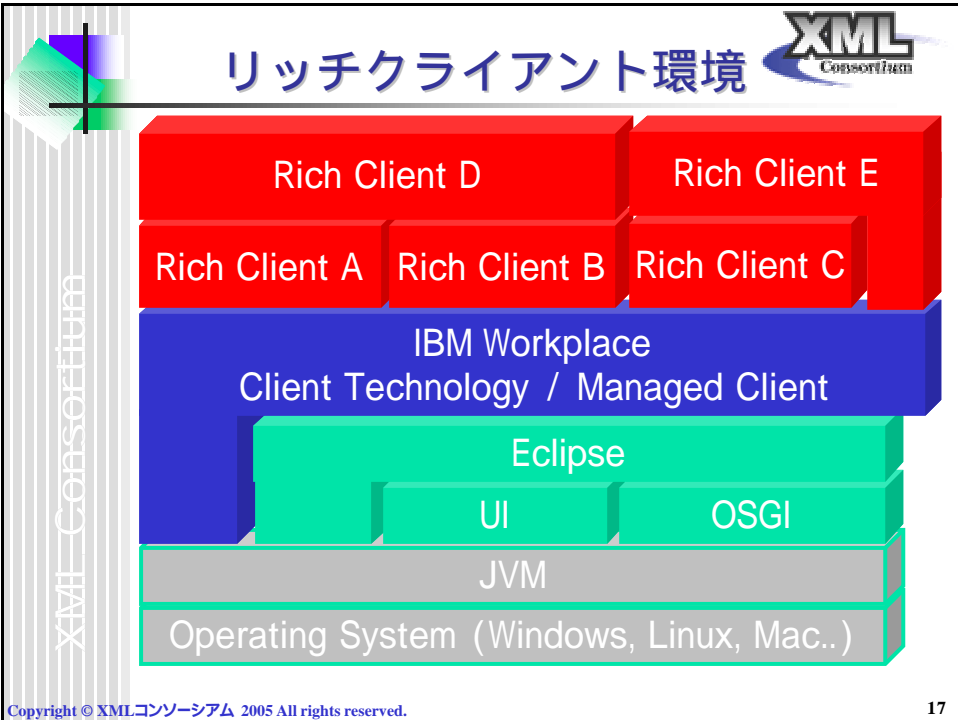 リッチクライアント環境
XML
Consortium
Rich Client D
Rich Client E
Rich Client A
Rich Client B
Rich Client C
IBM Workplace
Client Technology / Managed Client
Eclipse
UI
OSGI
JVM
Operating System (Windows, Linux, Mac..)
XML Consortium
Copyright © XMLコンソーシアム 2005 All rights reserved.
17